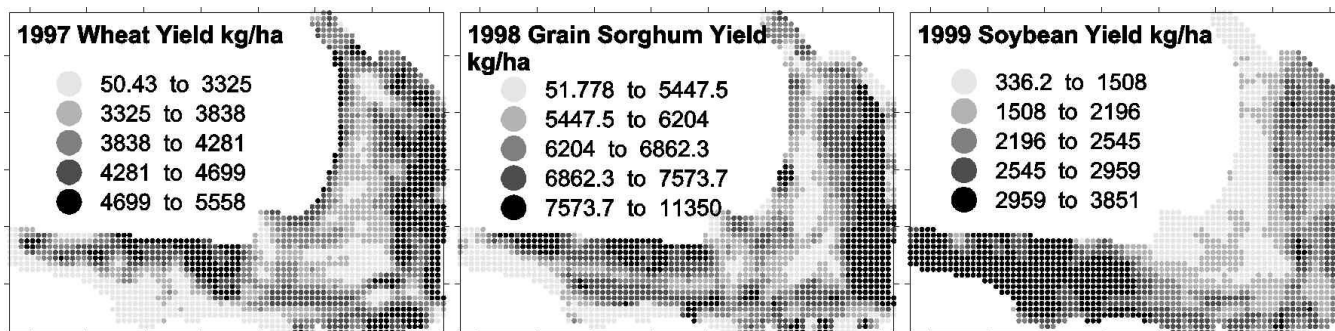 1997 Wheat Yield kg/ha
50.43 to 3325
3325 to 3838
3838 to 4281
4281 to 4699
4699 to 5558
1998 Grain Sorghum Yield
kg/ha
51.778 to 5447.5
5447.5 to 6204
6204 to 6862.3
6862.3 to 7573.7
7573.7 to 11350
1999 Soybean Yield kg/ha
336.2 to 1508
1508 to 2196
2196 to 2545
2545 to 2959
2959 to 3851